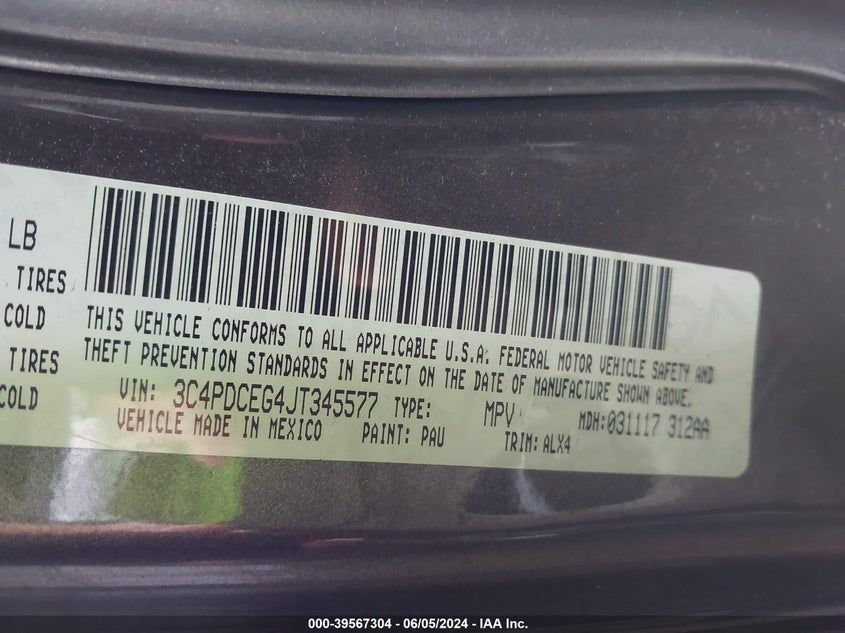 LB
TIRES
COLD
TIRES
COLD
THIS VEHICLE CONFORMS TO ALL APPLICABLE U.S.A. FEDERAL MOTOR VEHICLE SAFETY AND
THEFT PREVENTION STANDARDS IN EFFECT ON THE DATE OF MANUFACTURE SHOWN ABOVE.
VIN: 3C4PDCEG4JT345577 TYPE: MPV MDH:031117 312AA
VEHICLE MADE IN MEXICO PAINT: PAU TRIM: ALX4
000-39567304 - 06/05/2024 - IAA Inc.